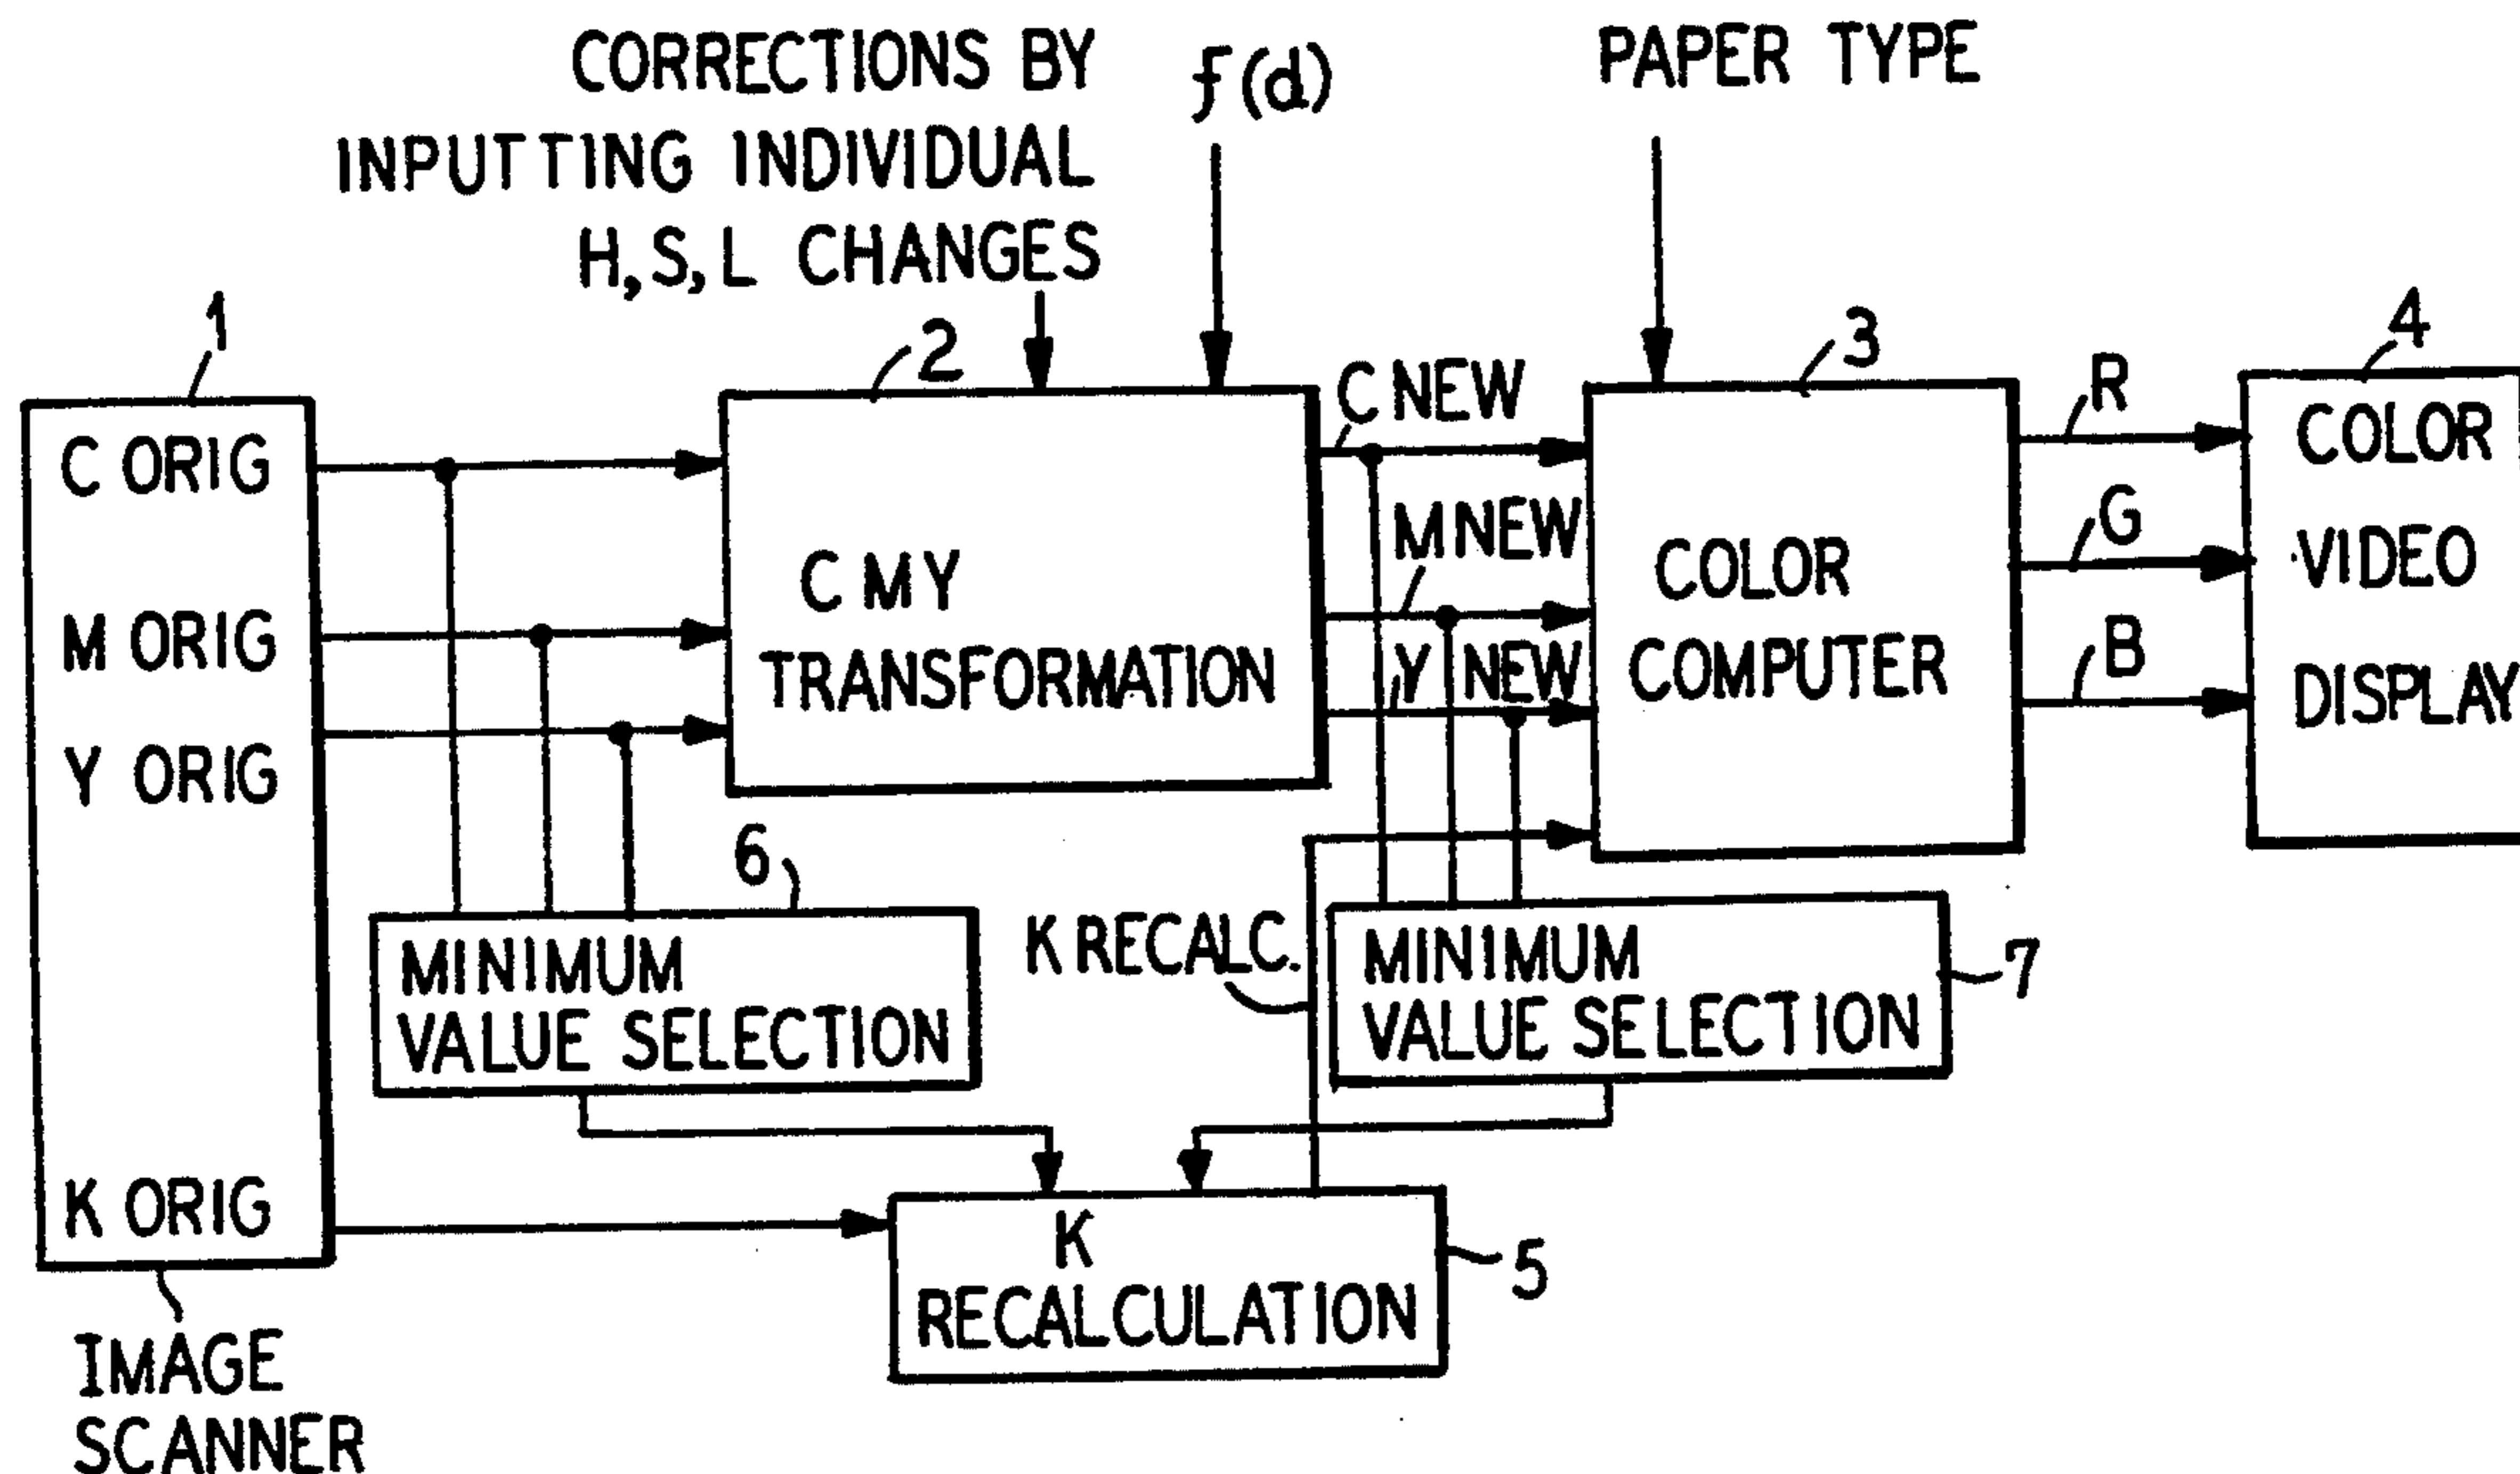 CORRECTIONS BY
INPUTTING INDIVIDUAL
H,S,L CHANGES
f(d)
PAPER TYPE
1
2
3
4
C ORIG
M ORIG
Y ORIG
K ORIG
IMAGE
SCANNER
C MY
TRANSFORMATION
C NEW
M NEW
Y NEW
COLOR
COMPUTER
R
G
B
COLOR
VIDEO
DISPLAY
6
MINIMUM
VALUE SELECTION
K RECALC.
MINIMUM
VALUE SELECTION
7
K
RECALCULATION
5